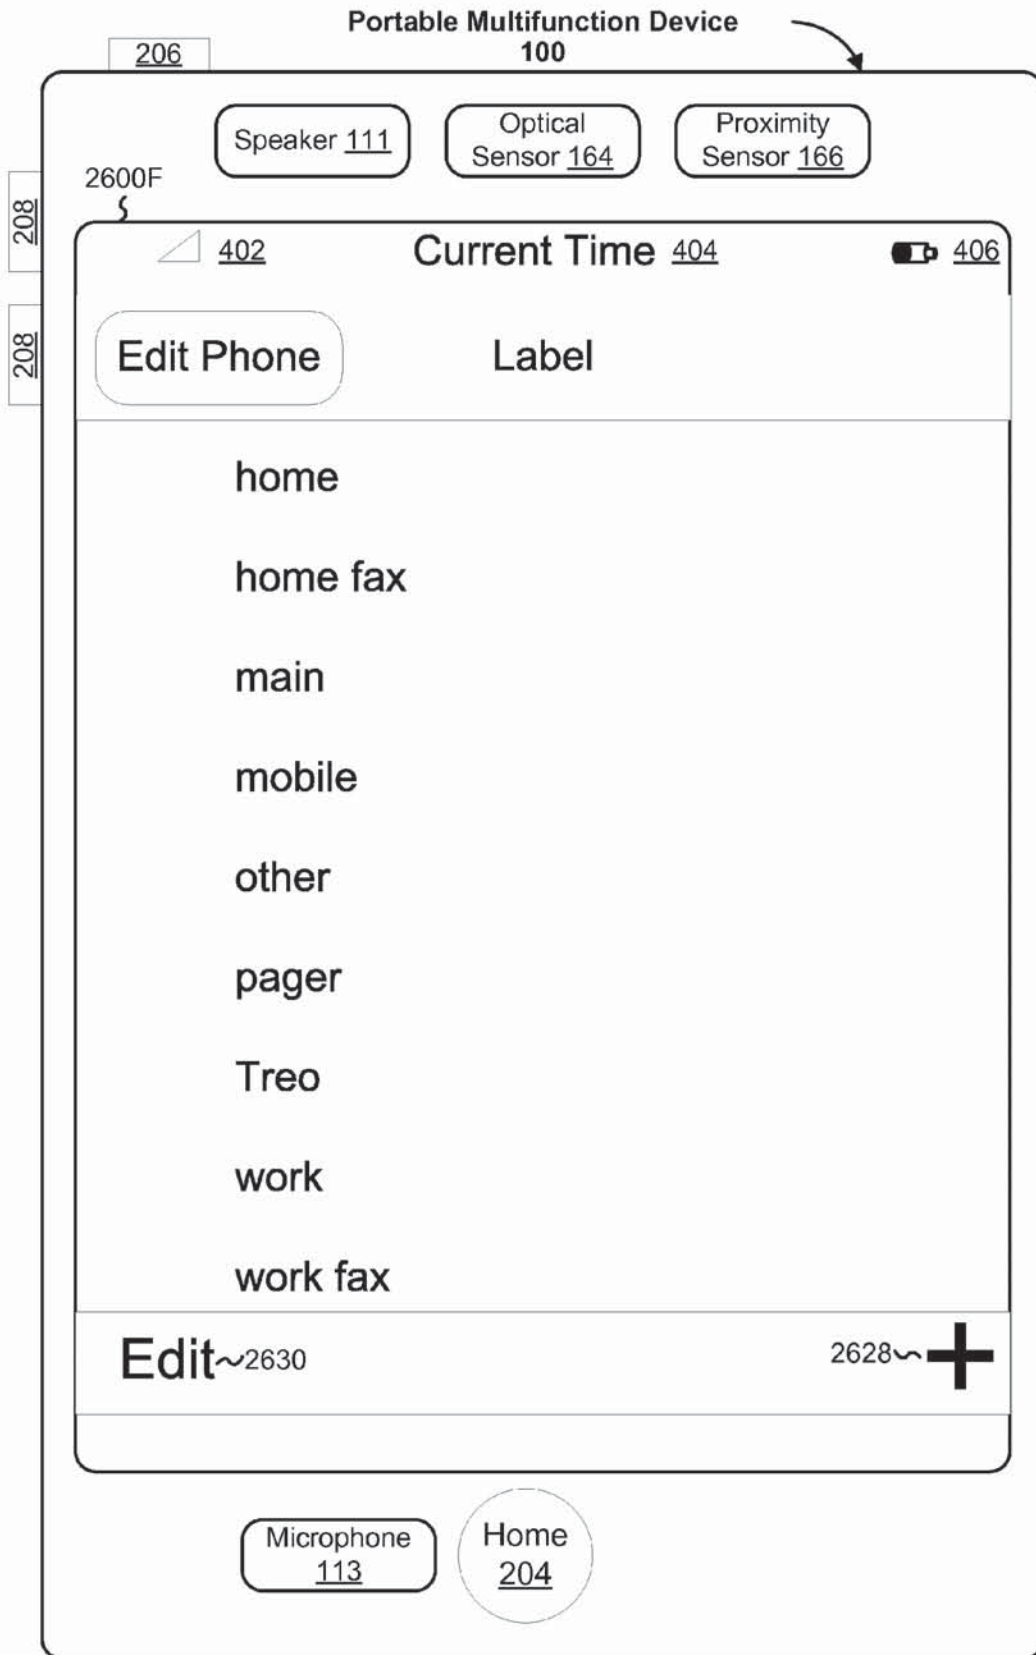 Portable Multifunction Device
100
206
Speaker 111
Optical
Sensor 164
Proximity
Sensor 166
2600F
208
208
402
Current Time 404
406
Edit Phone
Label
home
home fax
main
mobile
other
pager
Treo
work
work fax
Edit~2630
2628~+
Microphone
113
Home
204